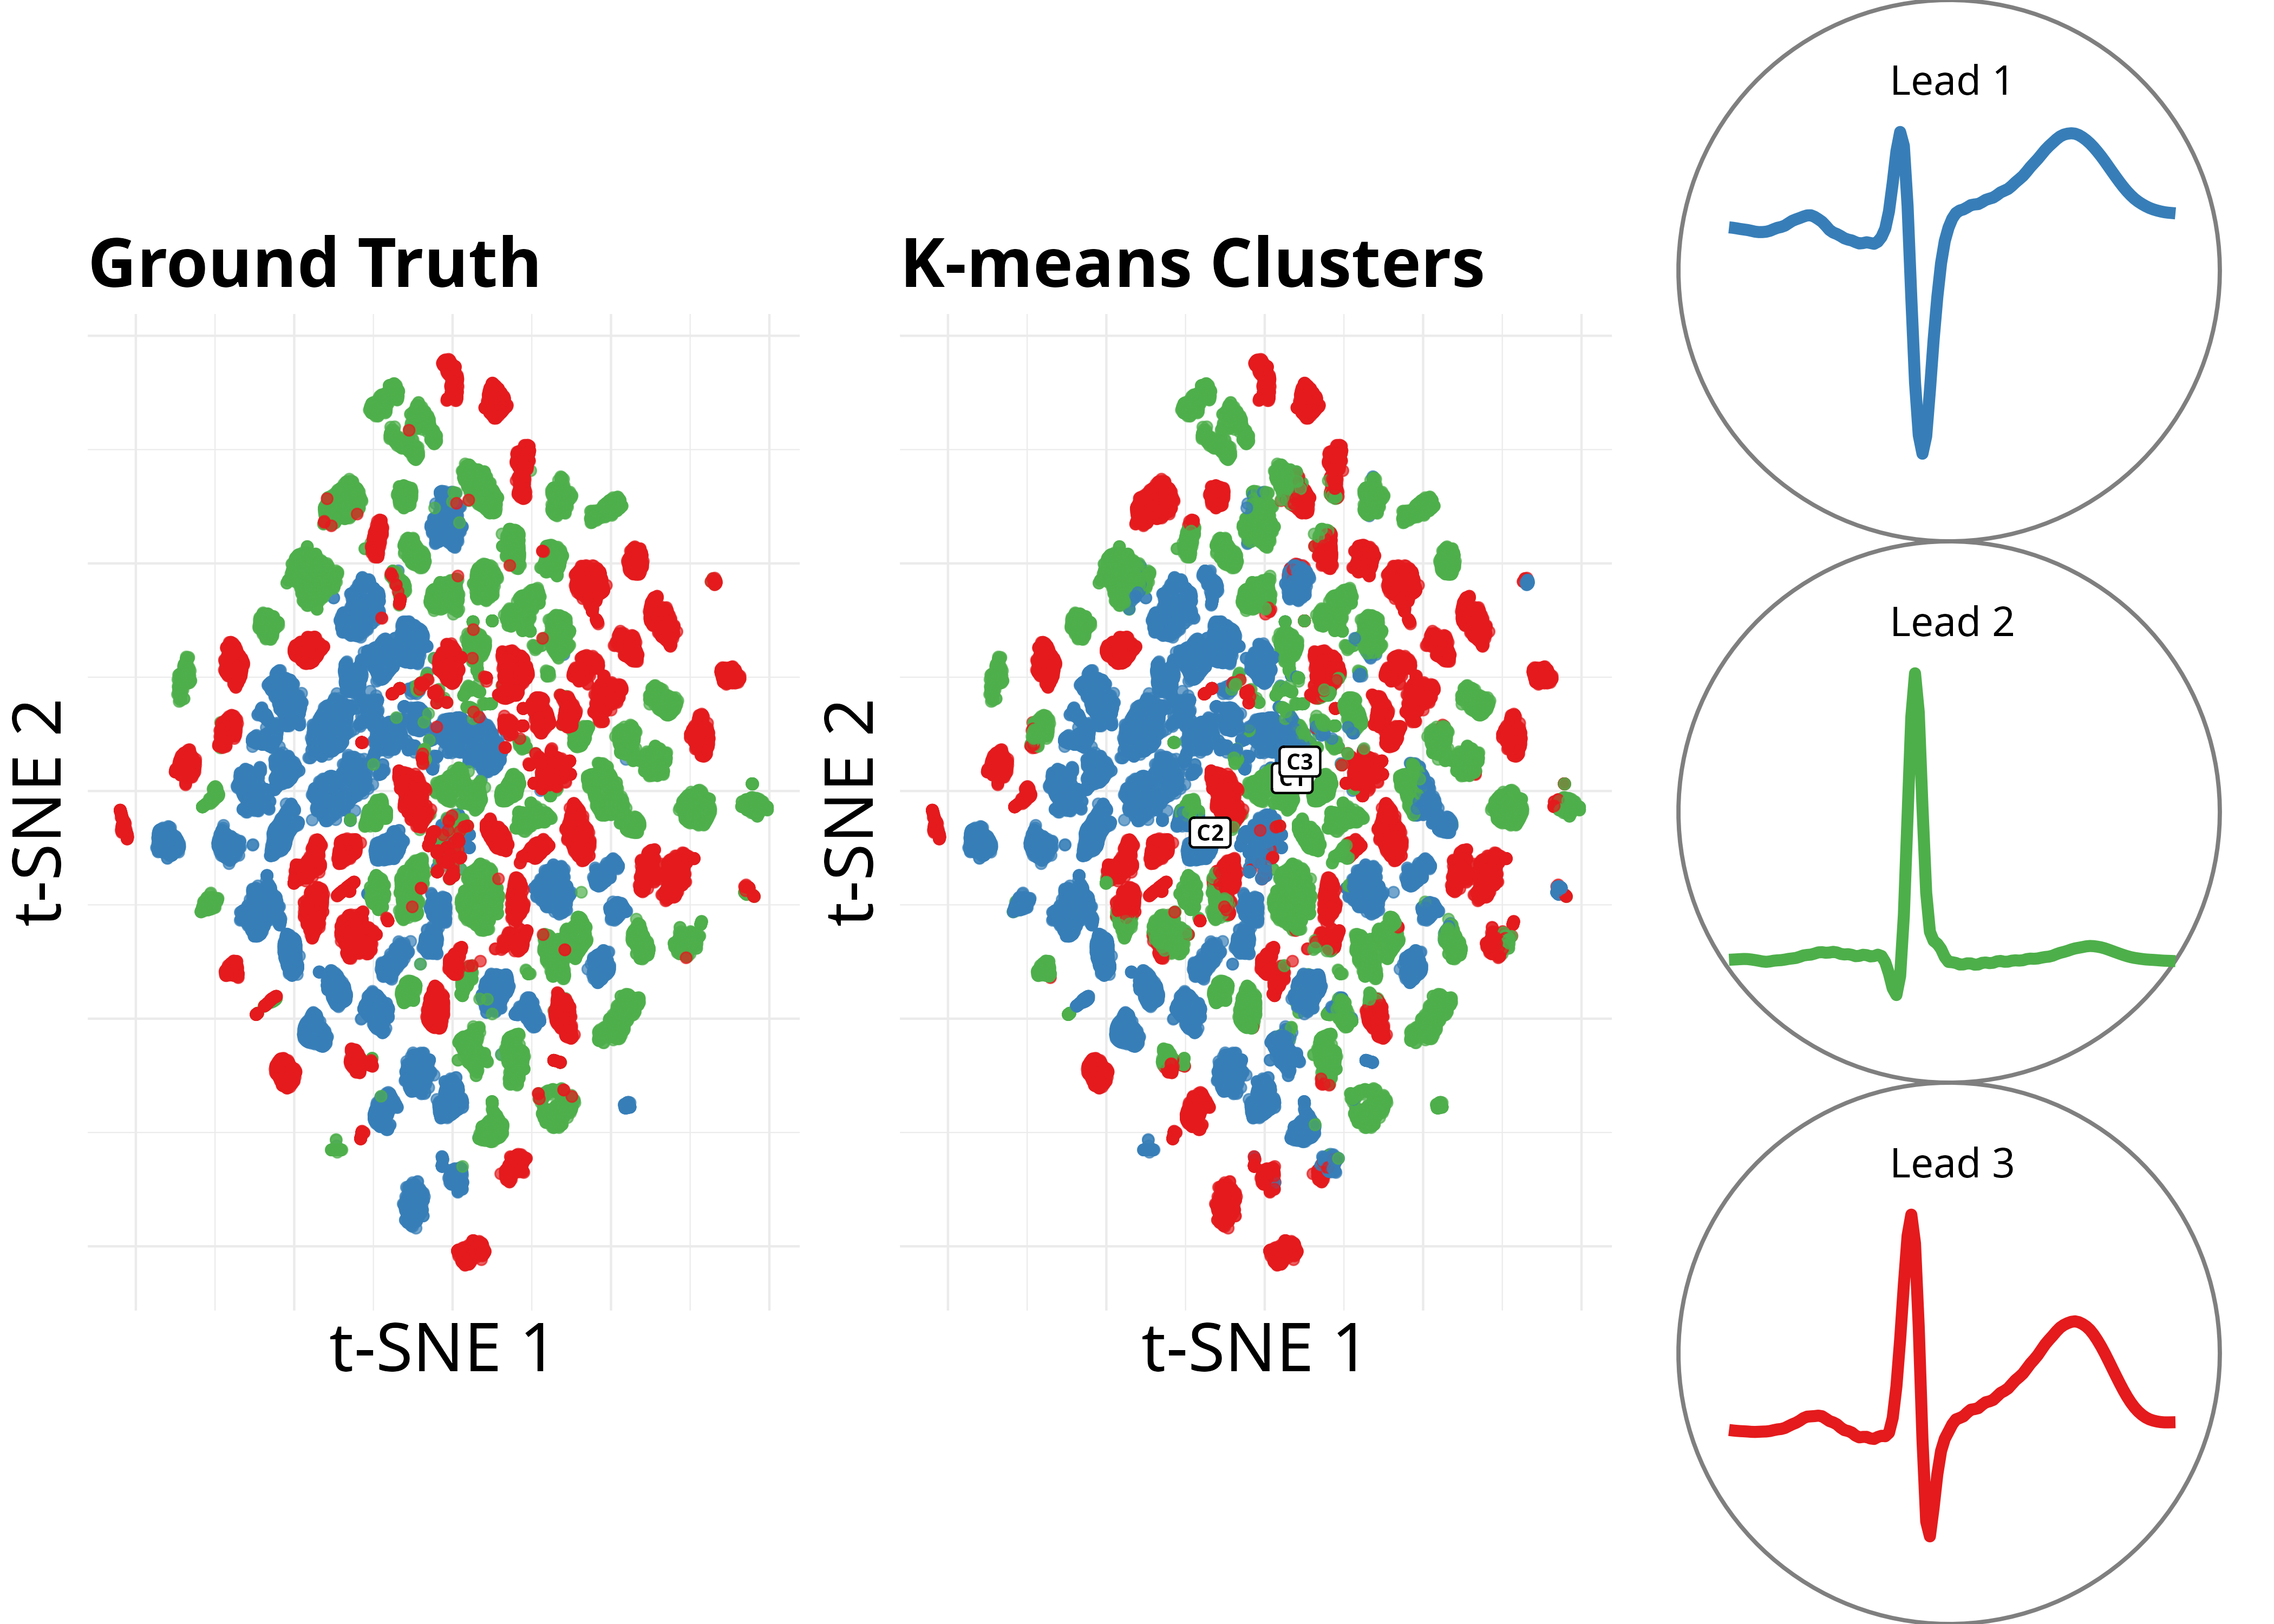 Ground Truth
t-SNE 2
t-SNE 1
K-means Clusters
t-SNE 2
C3
C1
C2
t-SNE 1
Lead 1
Lead 2
Lead 3